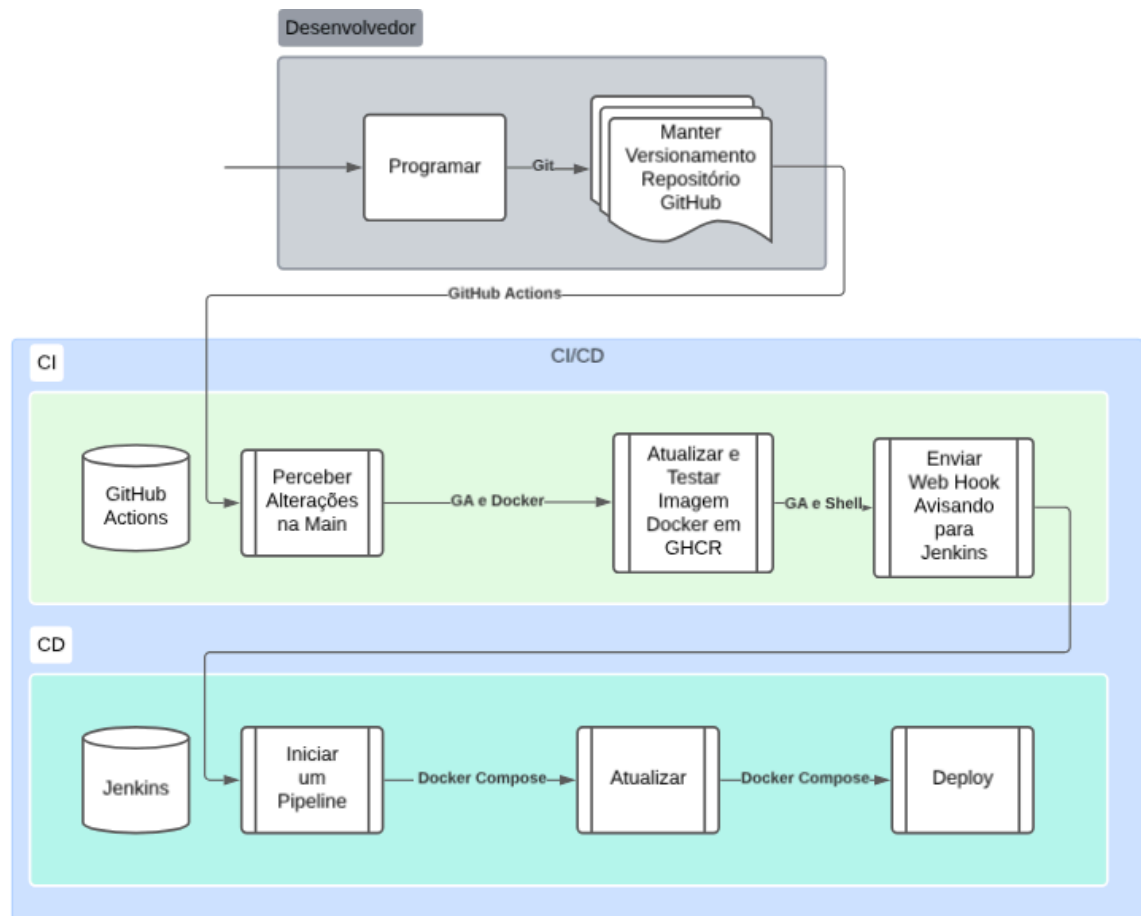 Desenvolvedor
Programar
Git
Manter
Versionamento
Repositório
GitHub
GitHub Actions
CI/CD
CI
GitHub
Actions
Perceber
Alterações
na Main
GA e Docker
Atualizar e
Testar
Imagem
Docker em
GHCR
GA e Shell
Enviar
Web Hook
Avisando
para
Jenkins
CD
Jenkins
Iniciar
um
Pipeline
Docker Compose
Atualizar
Docker Compose
Deploy